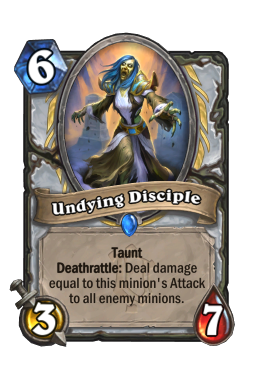 6
Undying Disciple
Taunt
Deathrattle: Deal damage
equal to this minion's Attack
to all enemy minions.
3
7